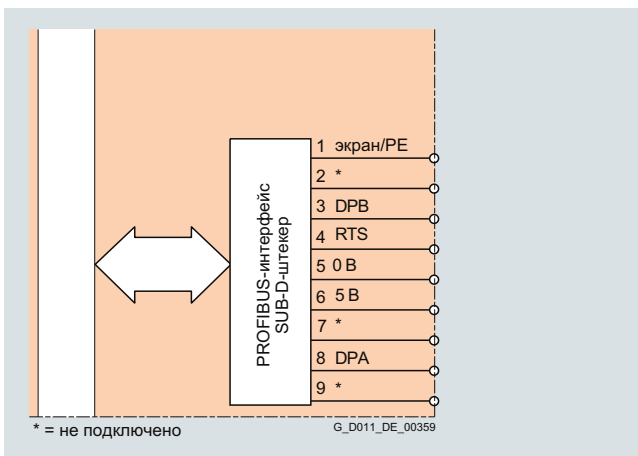 1 экран/PE
2 *
3 DPB
4 RTS
5 0 В
6 5 В
7 *
8 DPA
9 *
PROFIBUS-интерфейс
SUB-D-штекер
* = не подключено
G_D011_DE_00359